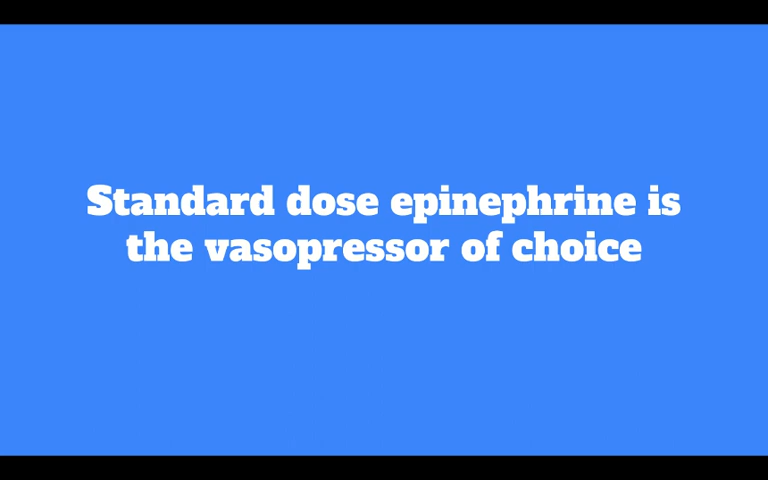 Standard dose epinephrine is
the vasopressor of choice